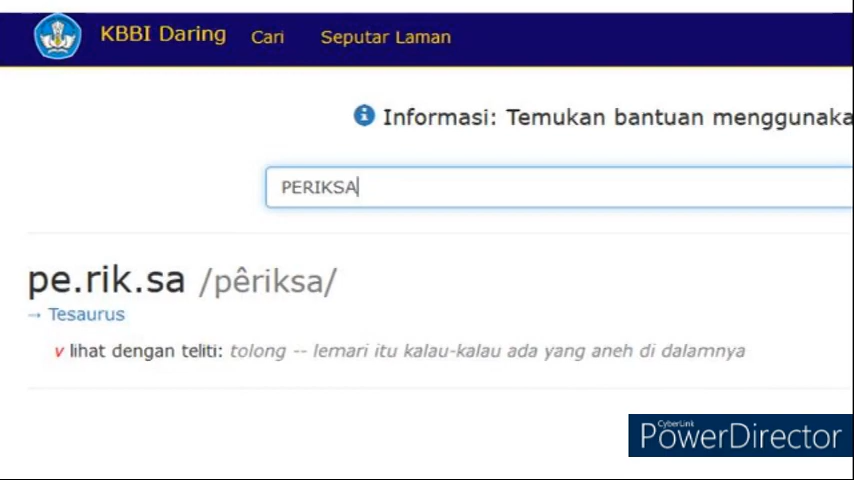 KBBI Daring Cari Seputar Laman
Informasi: Temukan bantuan menggunaka
PERIKSA
pe.rik.sa /pêriksa/
→ Tesaurus
v lihat dengan teliti: tolong -- lemari itu kalau-kalau ada yang aneh di dalamnya
CyberLink
PowerDirector